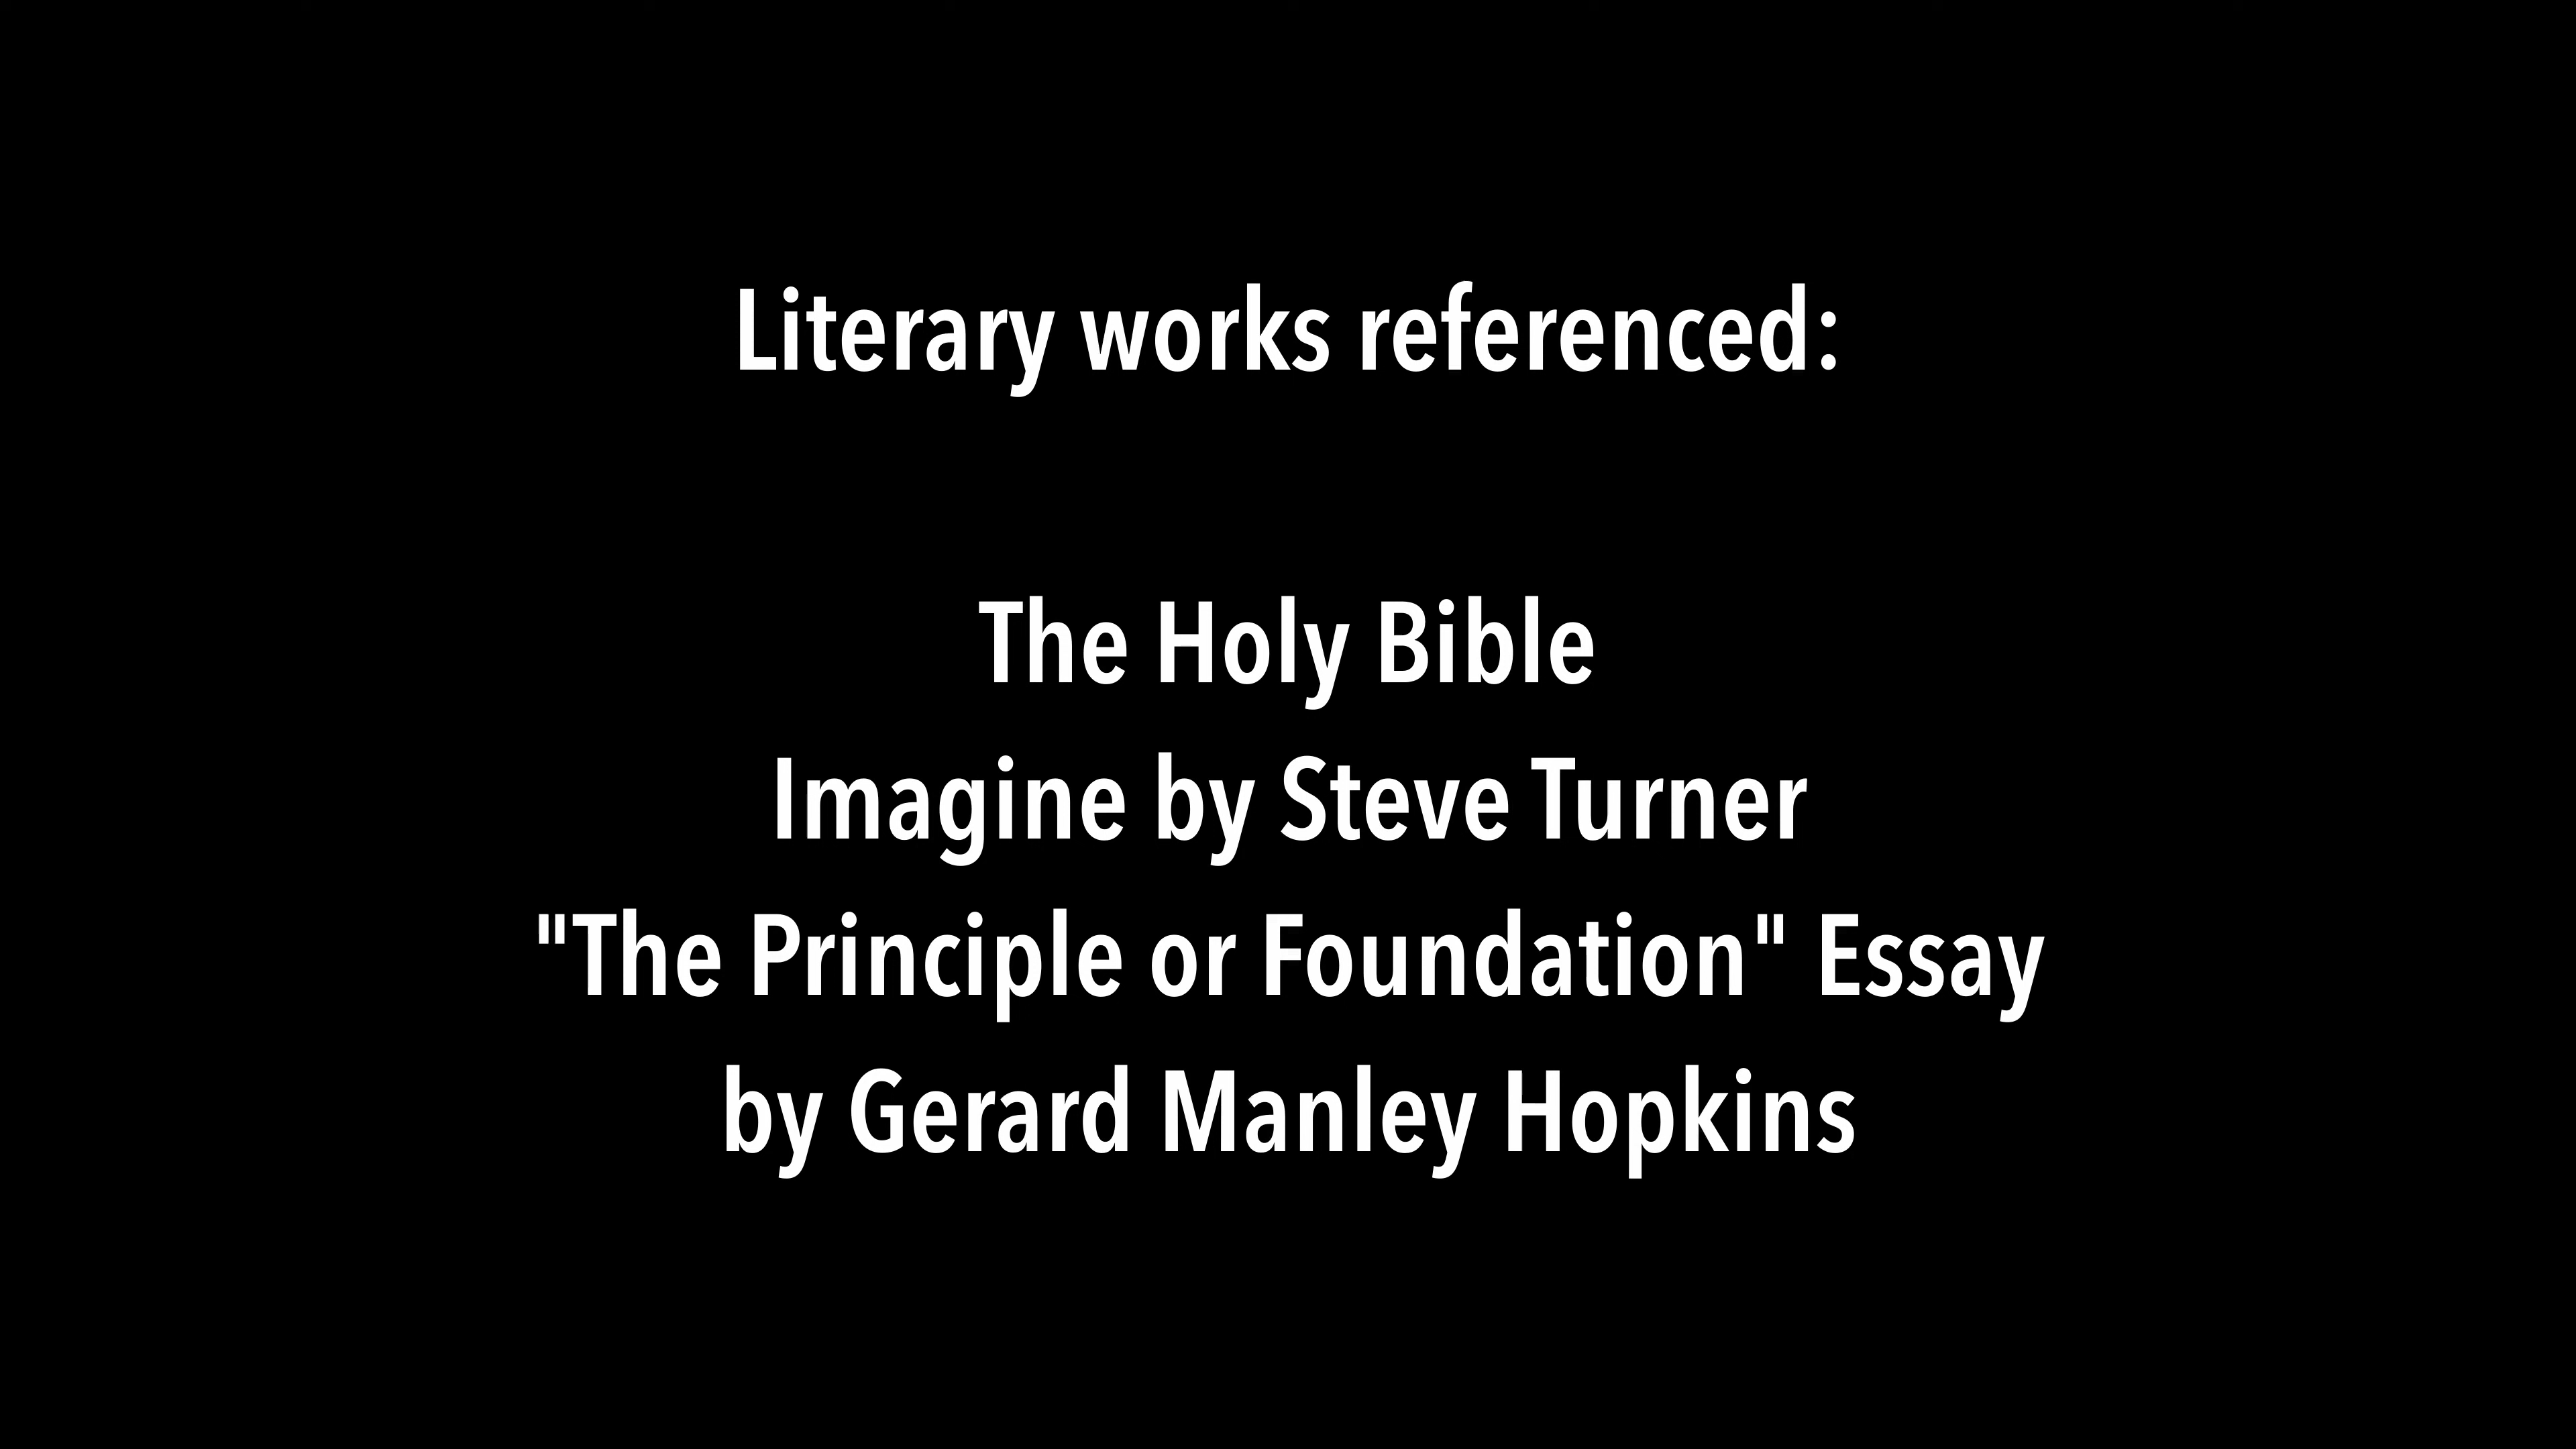 Literary works referenced:
The Holy Bible
Imagine by Steve Turner
"The Principle or Foundation" Essay
by Gerard Manley Hopkins